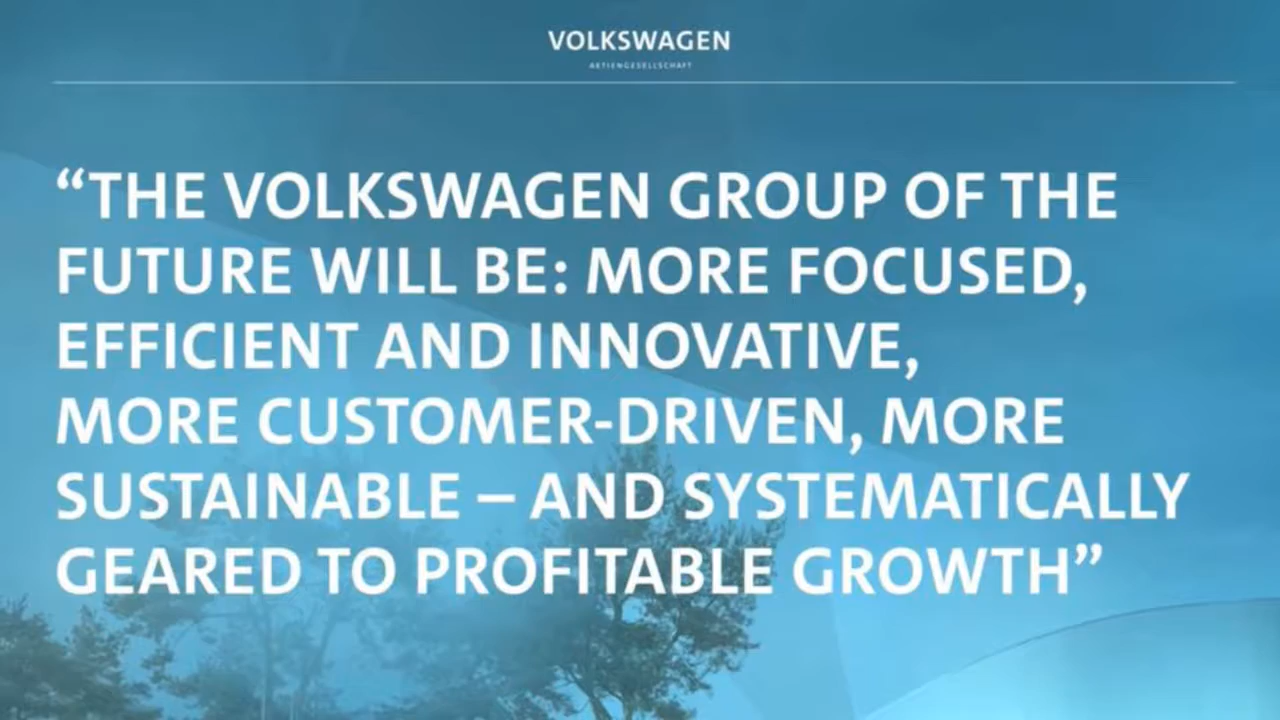 VOLKSWAGEN
AKTIENGESELLSCHAFT
“THE VOLKSWAGEN GROUP OF THE
FUTURE WILL BE: MORE FOCUSED,
EFFICIENT AND INNOVATIVE,
MORE CUSTOMER-DRIVEN, MORE
SUSTAINABLE – AND SYSTEMATICALLY
GEARED TO PROFITABLE GROWTH”